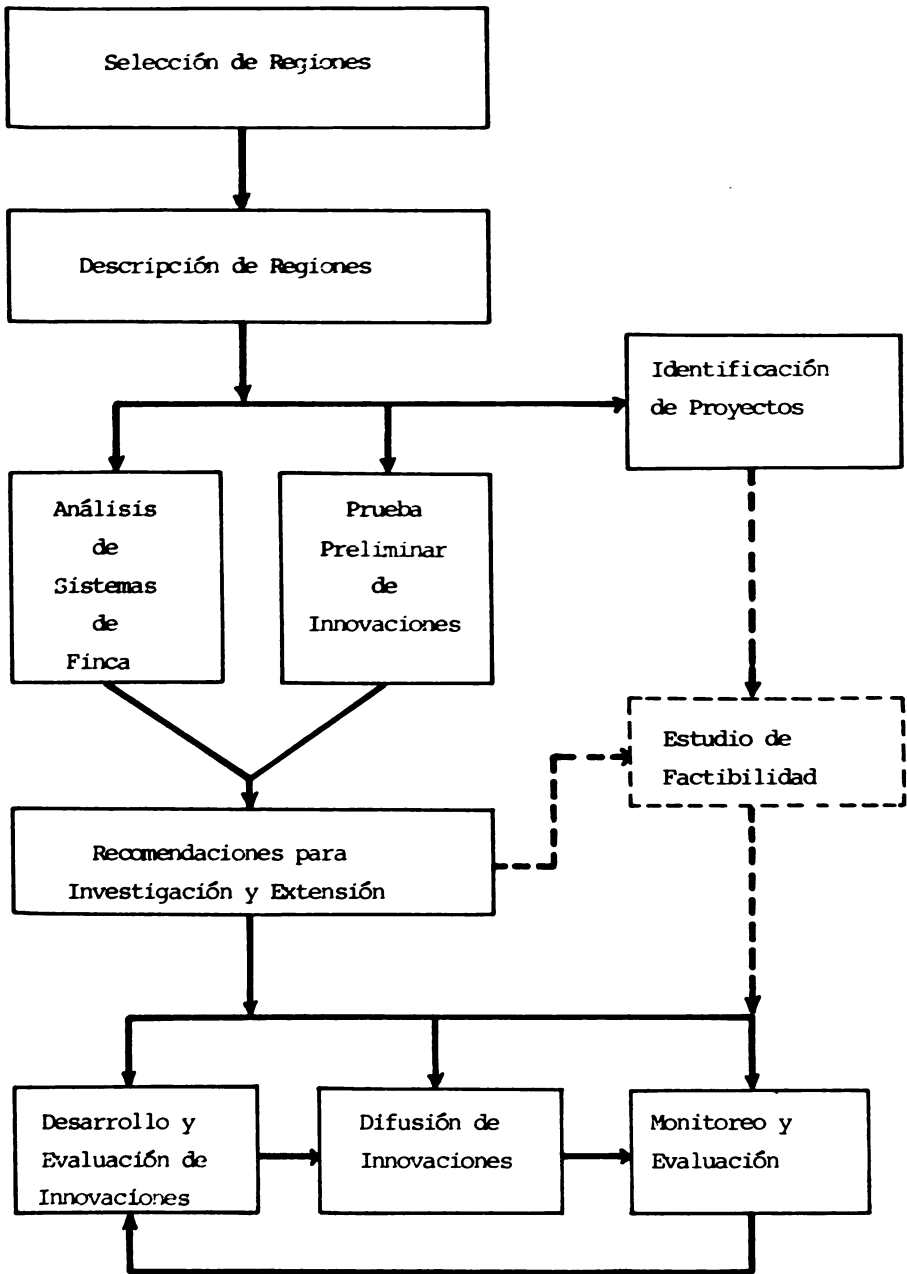 Selección de Regiones
Descripción de Regiones
Identificación
de Proyectos
Análisis
de
Sistemas
de
Finca
Prueba
Preliminar
de
Innovaciones
Estudio de
Factibilidad
Recomendaciones para
Investigación y Extensión
Desarrollo y
Evaluación de
Innovaciones
Difusión de
Innovaciones
Monitoreo y
Evaluación